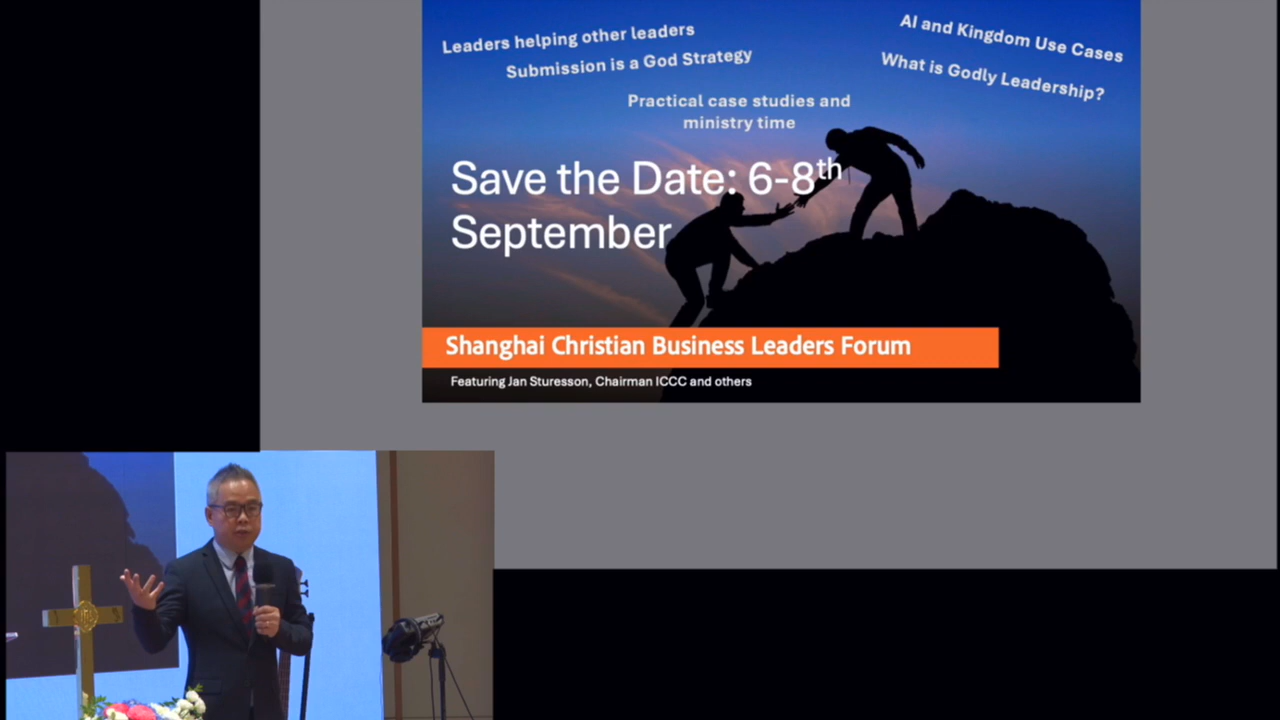 Leaders helping other leaders
Submission is a God Strategy
Practical case studies and
ministry time
AI and Kingdom Use Cases
What is Godly Leadership?
Save the Date: 6-8th
September
Shanghai Christian Business Leaders Forum
Featuring Jan Sturesson, Chairman ICCC and others